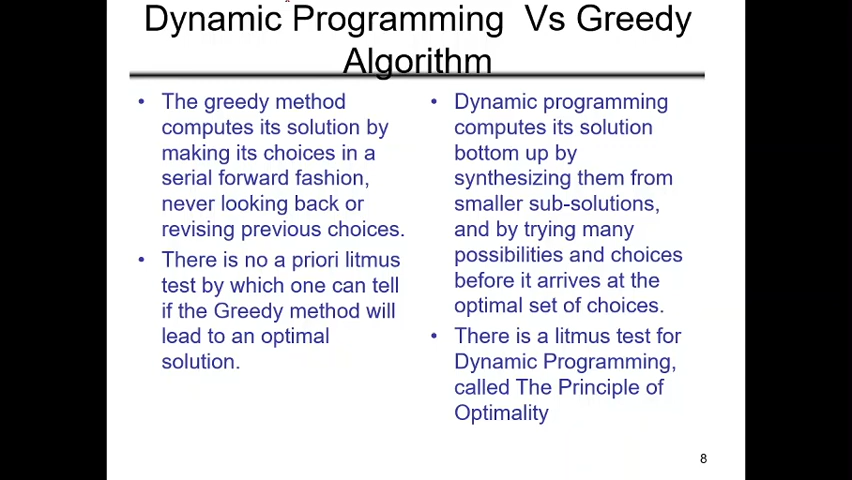 Dynamic Programming Vs Greedy
Algorithm
• The greedy method
computes its solution by
making its choices in a
serial forward fashion,
never looking back or
revising previous choices.
• There is no a priori litmus
test by which one can tell
if the Greedy method will
lead to an optimal
solution.
• Dynamic programming
computes its solution
bottom up by
synthesizing them from
smaller sub-solutions,
and by trying many
possibilities and choices
before it arrives at the
optimal set of choices.
• There is a litmus test for
Dynamic Programming,
called The Principle of
Optimality
8